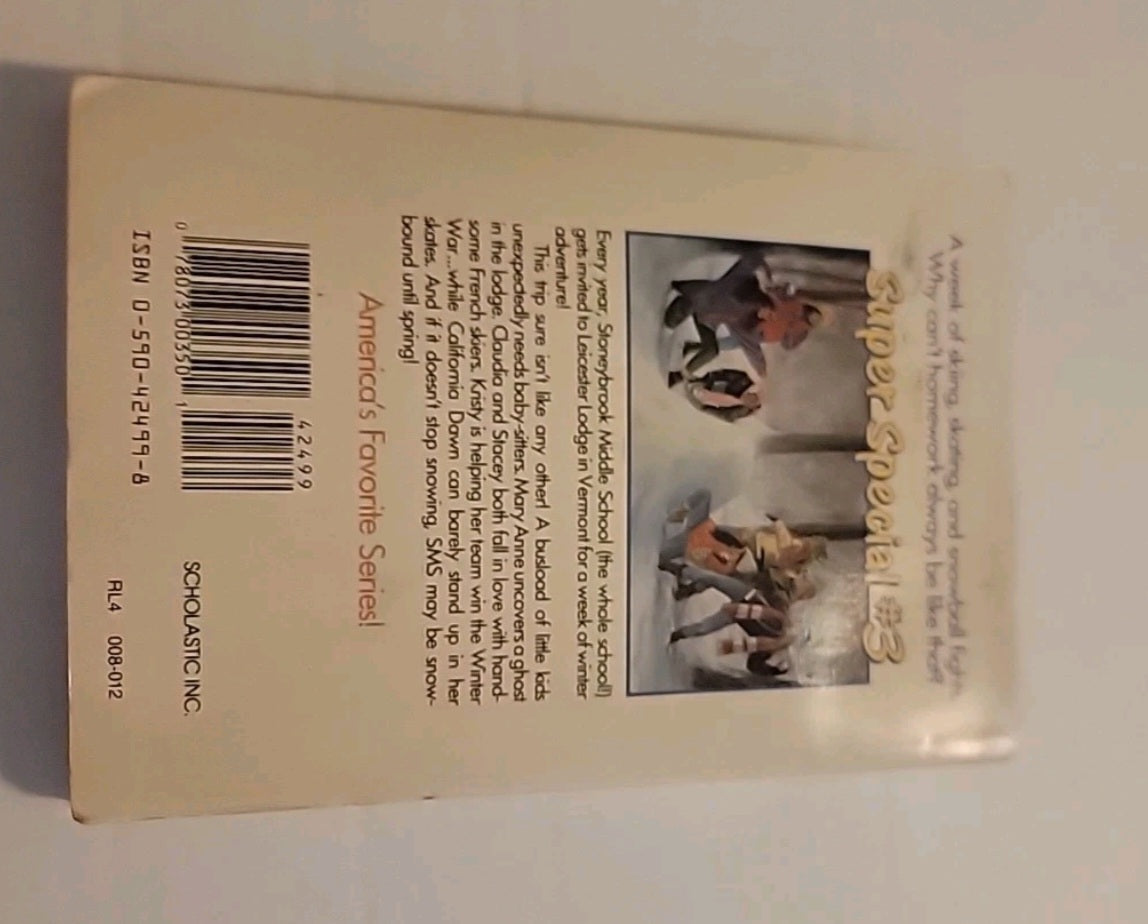 A week of skiing, skating, and snowball fights.
Why can't homework always be like that?
Super Special #3
Every year, Stoneybrook Middle School (the whole school!)
gets invited to Leicester Lodge in Vermont for a week of winter
adventure!
This trip sure isn't like any other! A busload of little kids
unexpectedly needs baby-sitters. Mary Anne uncovers a ghost
in the lodge. Claudia and Stacey both fall in love with hand-
some French skiers. Kristy is helping her team win the Winter
War...while California Dawn can barely stand up in her
skates. And if it doesn't stop snowing, SMS may be snow-
bound until spring!
America's Favorite Series!
42499
0 78073 00350 1
ISBN 0-590-42499-8
SCHOLASTIC INC.
RL4 008-012